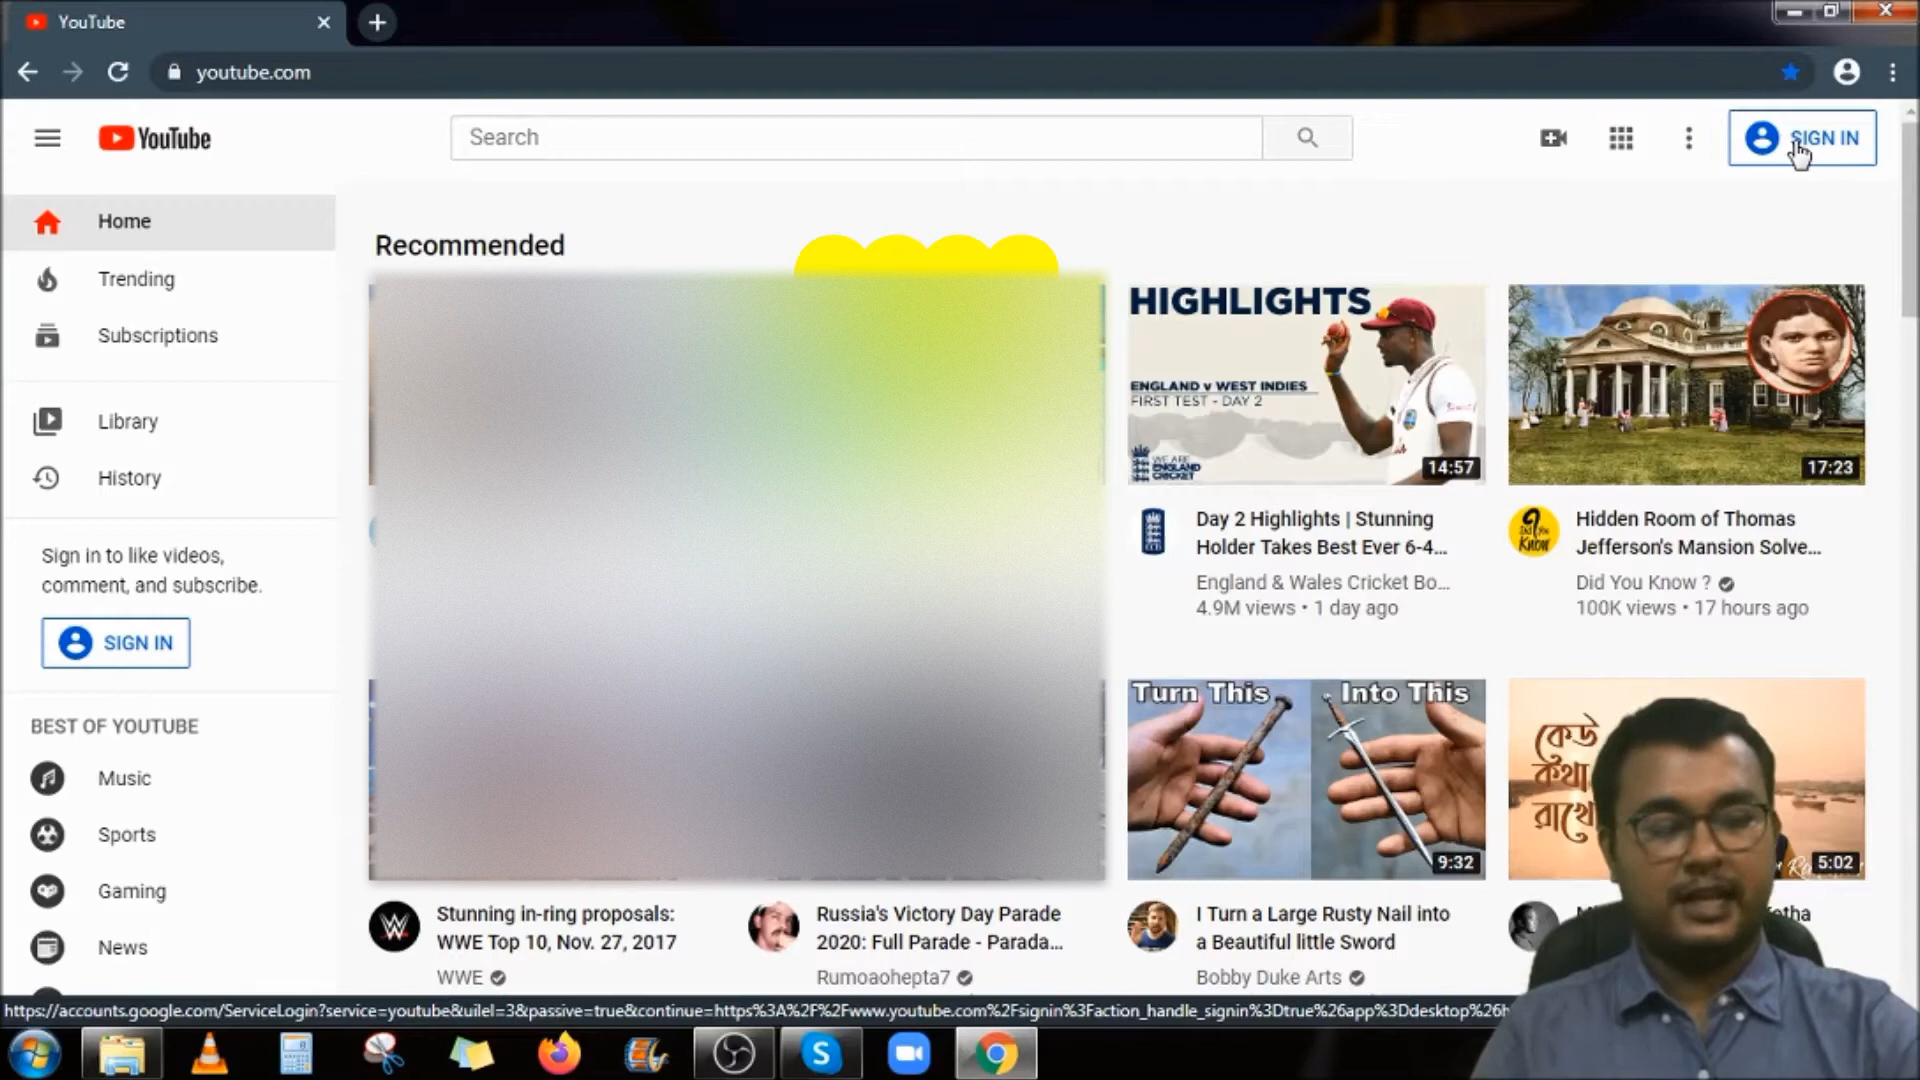 YouTube
youtube.com
YouTube
Search
SIGN IN
Home
Trending
Subscriptions
Library
History
Sign in to like videos,
comment, and subscribe.
SIGN IN
BEST OF YOUTUBE
Music
Sports
Gaming
News
Recommended
HIGHLIGHTS
ENGLAND v WEST INDIES
FIRST TEST - DAY 2
WE ARE
ENGLAND
CRICKET
14:57
Day 2 Highlights | Stunning
Holder Takes Best Ever 6-4...
England & Wales Cricket Bo...
4.9M views • 1 day ago
17:23
Did You
Know
Hidden Room of Thomas
Jefferson's Mansion Solve...
Did You Know ?
100K views • 17 hours ago
Stunning in-ring proposals:
WWE Top 10, Nov. 27, 2017
WWE
Russia's Victory Day Parade
2020: Full Parade - Parada...
Rumoaohepta7
Turn This Into This
9:32
I Turn a Large Rusty Nail into
a Beautiful little Sword
Bobby Duke Arts
কেউ
কথা
রাখে
5:02
https://accounts.google.com/ServiceLogin?service=youtube&uilel=3&passive=true&continue=https%3A%2F%2Fwww.youtube.com%2Fsignin%3Faction_handle_signin%3Dtrue%26app%3Ddesktop%26h